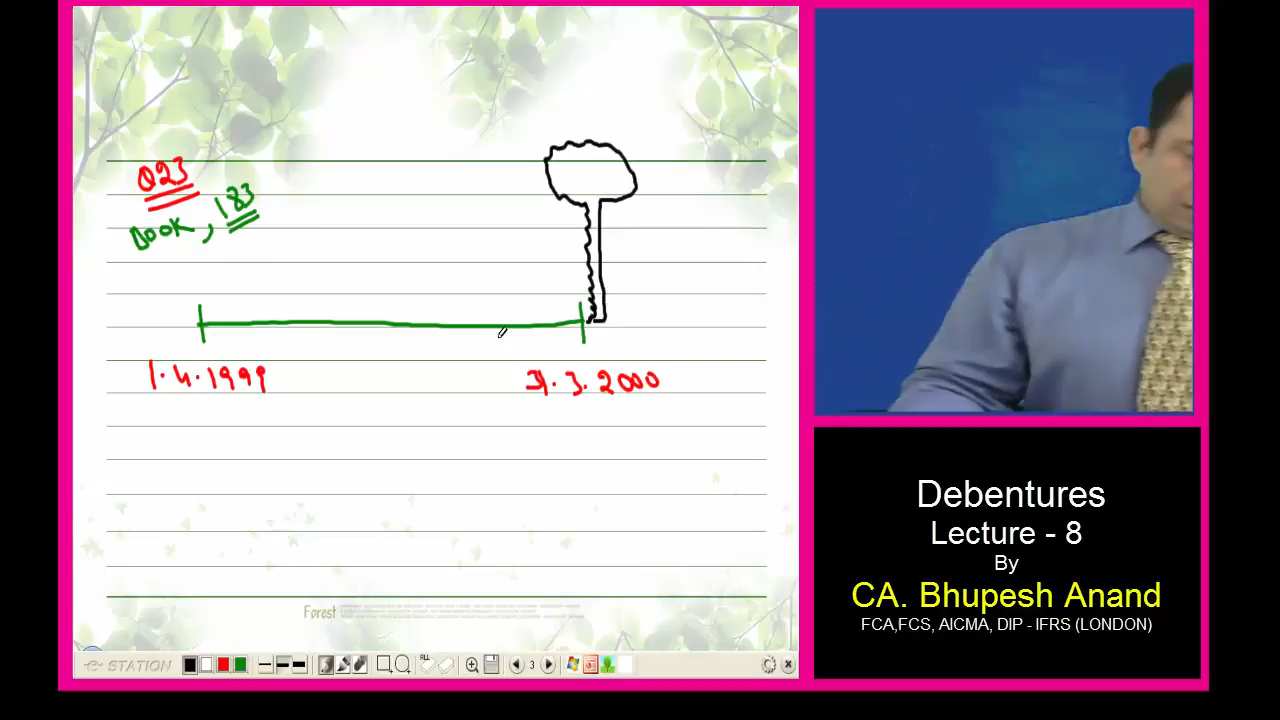 Q23
BOOK, 183
1.4.1999
31.3.2000
Forest
e-STATION
ALL
3
Debentures
Lecture - 8
By
CA. Bhupesh Anand
FCA,FCS, AICMA, DIP - IFRS (LONDON)